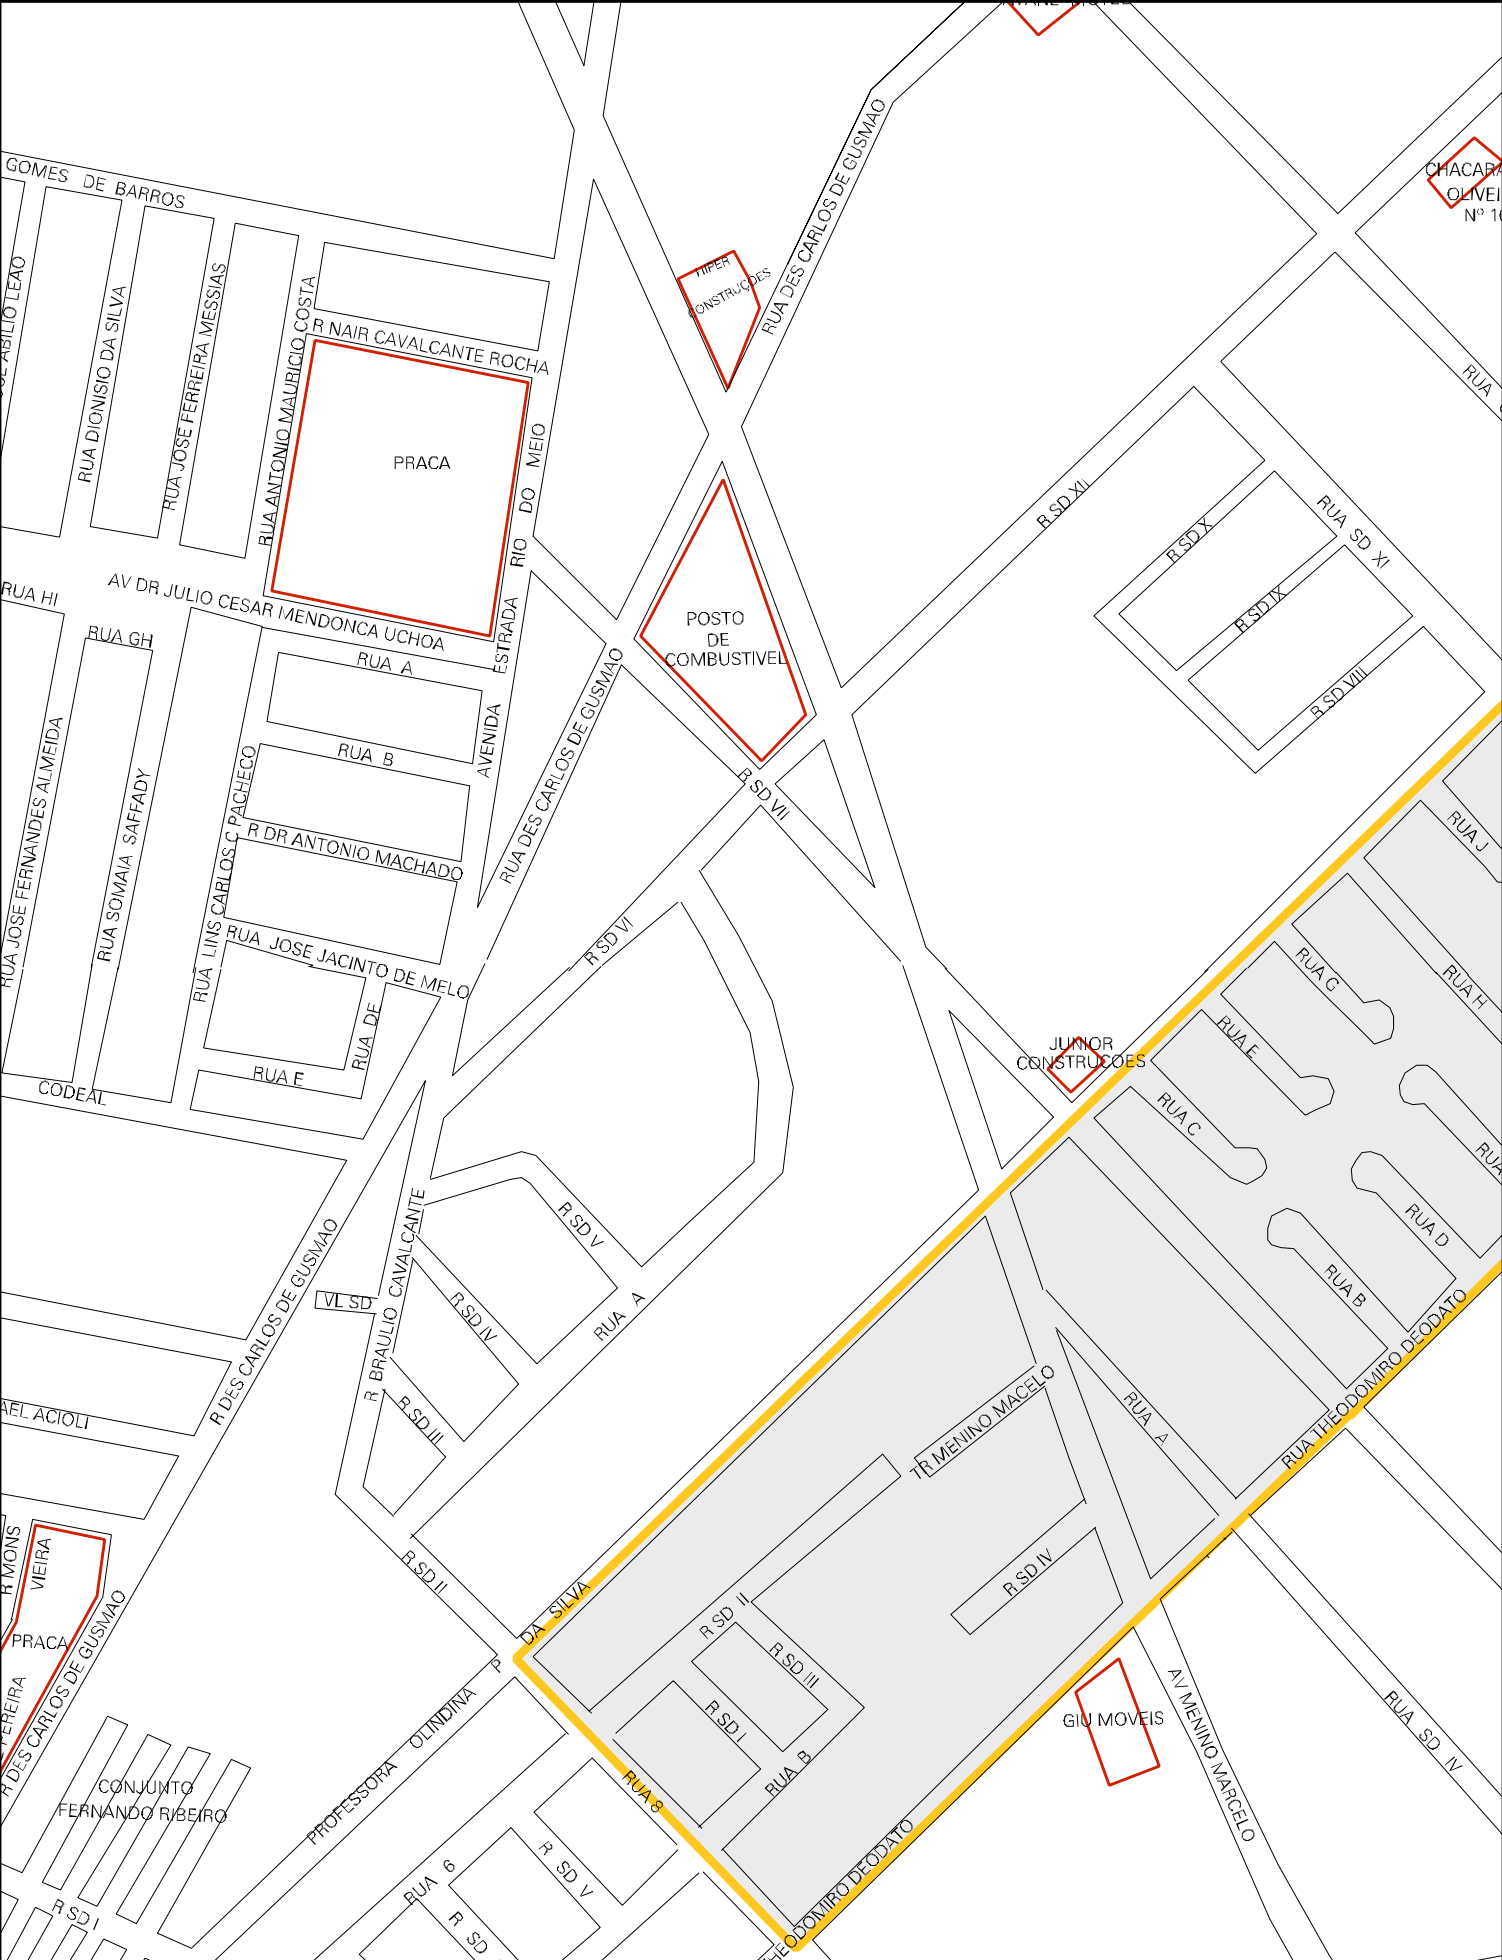 GOMES DE BARROS
RUA DES CARLOS DE GUSMAO
CHACARA
Nº
HIPER
CONSTRUÇOES
RUA DIONISIO DA SILVA
RUA JOSE FERREIRA MESSIAS
RUA ANTONIO MAURICIO COSTA
R NAIR CAVALCANTE ROCHA
PRACA
AVENIDA ESTRADA RIO DO MEIO
RUA
R SD XII
R SD X
RUA SD XI
R SD IX
R SD VIII
RUA HI
AV DR JULIO CESAR MENDONCA UCHOA
RUA GH
RUA A
RUA B
POSTO
DE
COMBUSTIVEL
RUA DES CARLOS DE GUSMAO
R SD VII
RUA JOSE FERNANDES ALMEIDA
RUA SOMAIA SAFFADY
RUA LINS CARLOS C PACHECO
R DR ANTONIO MACHADO
RUA JOSE JACINTO DE MELO
RUA DE
RUA E
CODEAL
R SD VI
RUA J
RUA G
RUA H
RUA E
RUA C
RUA
RUA D
RUA B
JUNIOR
CONSTRUCOES
R SD V
R DES CARLOS DE GUSMAO
VL SD
R BRAULIO CAVALCANTE
R SD IV
RUA A
R SD III
AEL ACIOLI
TR MENINO MACELO
RUA A
RUA THEODOMIRO DEODATO
R MONS
VIEIRA
PRACA
PEREIRA
R DES CARLOS DE GUSMAO
R SD II
PROFESSORA OLINDINA P DA SILVA
R SD II
R SD III
R SD IV
R SD I
RUA B
RUA 8
GIU MOVEIS
AV MENINO MARCELO
RUA SD IV
CONJUNTO
FERNANDO RIBEIRO
R SD I
RUA 6
R SD V
R SD
THEODOMIRO DEODATO